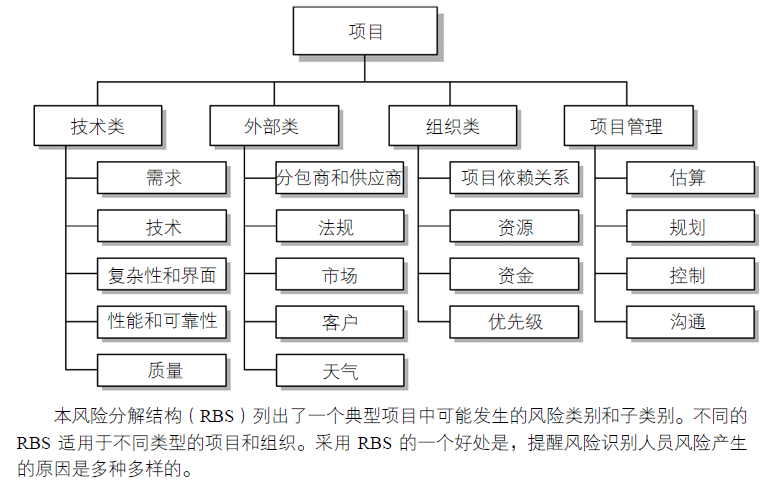 项目
技术类
外部类
组织类
项目管理
需求
分包商和供应商
项目依赖关系
估算
技术
法规
资源
规划
复杂性和界面
市场
资金
控制
性能和可靠性
客户
优先级
沟通
质量
天气
本风险分解结构（RBS）列出了一个典型项目中可能发生的风险类别和子类别。不同的
RBS 适用于不同类型的项目和组织。采用 RBS 的一个好处是，提醒风险识别人员风险产生
的原因是多种多样的。